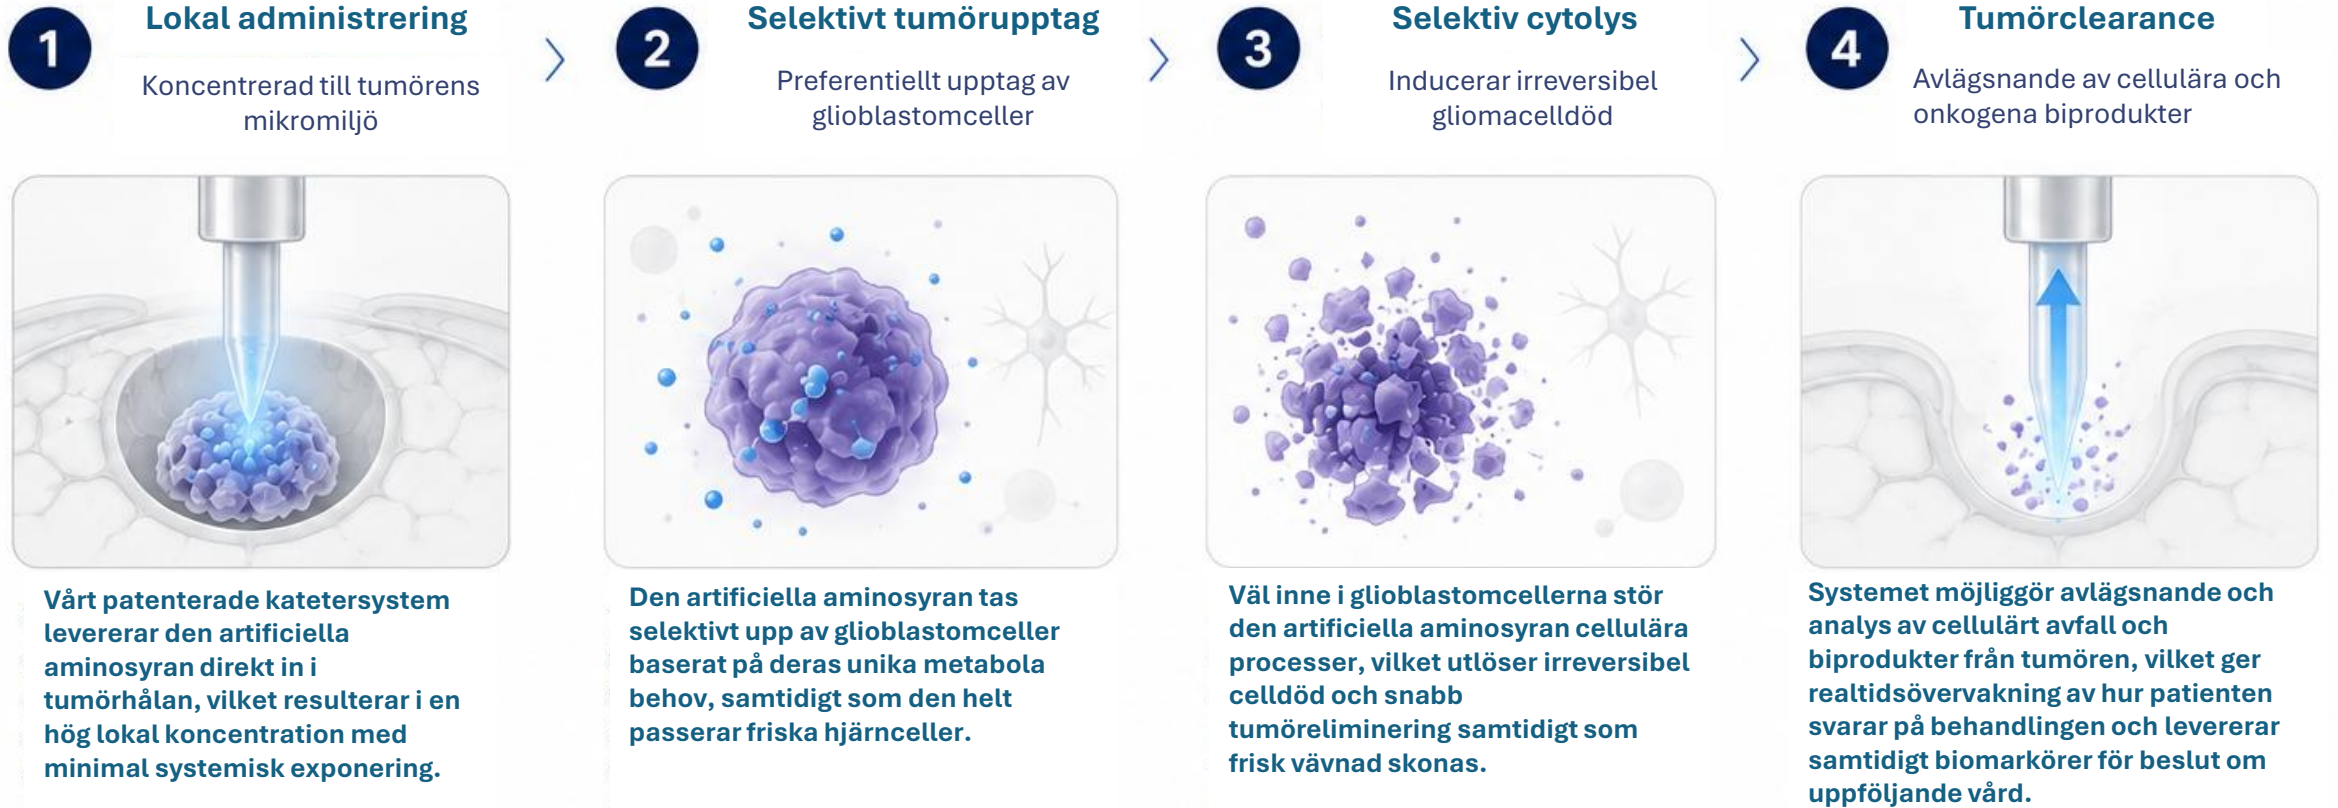 1
Lokal administrering
Koncentrerad till tumörens
mikromiljö
Vårt patenterade katetersystem
levererar den artificiella
aminosyran direkt in i
tumörhålan, vilket resulterar i en
hög lokal koncentration med
minimal systemisk exponering.
2
Selektivt tumörupptag
Preferentiellt upptag av
glioblastomceller
Den artificiella aminosyran tas
selektivt upp av glioblastomceller
baserat på deras unika metabola
behov, samtidigt som den helt
passerar friska hjärnceller.
3
Selektiv cytolys
Inducerar irreversibel
gliomacelldöd
Väl inne i glioblastomcellerna stör
den artificiella aminosyran cellulära
processer, vilket utlöser irreversibel
celldöd och snabb
tumöreliminering samtidigt som
frisk vävnad skonas.
4
Tumörclearance
Avlägsnande av cellulära och
onkogena biprodukter
Systemet möjliggör avlägsnande och
analys av cellulärt avfall och
biprodukter från tumören, vilket ger
realtidsövervakning av hur patienten
svarar på behandlingen och levererar
samtidigt biomarkörer för beslut om
uppföljande vård.